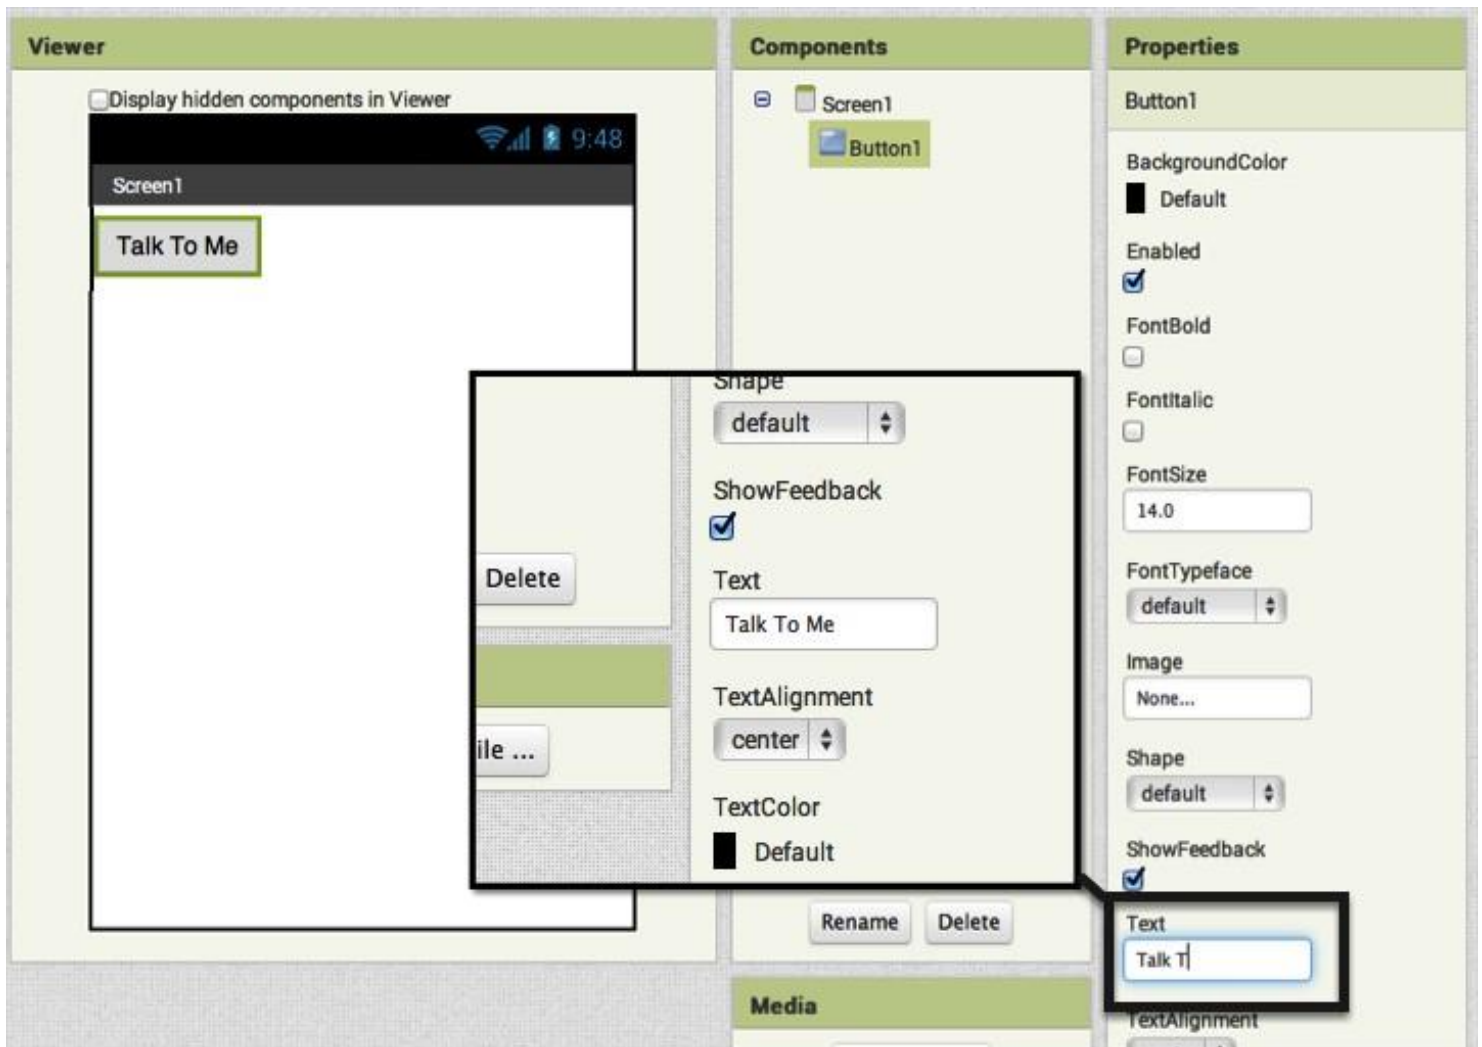 Viewer
Display hidden components in Viewer
9:48
Screen1
Talk To Me
Components
Screen1
Button1
Rename Delete
Media
Shape
default
ShowFeedback
Delete
Text
Talk To Me
TextAlignment
ile ...
center
TextColor
Default
Properties
Button1
BackgroundColor
Default
Enabled
FontBold
FontItalic
FontSize
14.0
FontTypeface
default
Image
None...
Shape
default
ShowFeedback
Text
Talk T
TextAlignment